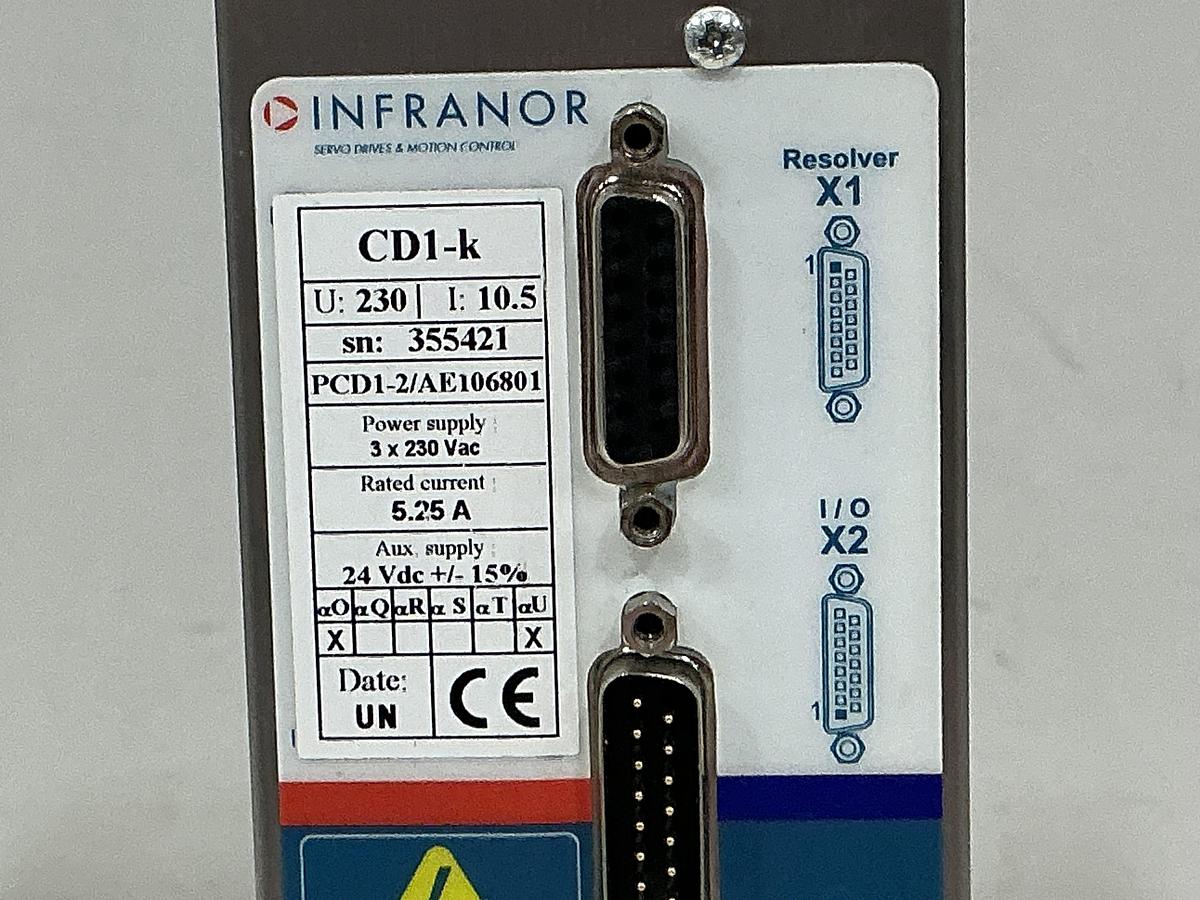 INFRANOR
SERVO DRIVES & MOTION CONTROL
CD1-k
U: 230 | I: 10.5
sn: 355421
PCD1-2/AE106801
Power supply :
3 x 230 Vac
Rated current :
5.25 A
Aux. supply :
24 Vdc +/- 15%
αO αQ αR α S α T αU
X X
Date:
UN
CE
Resolver
X1
1
I / O
X2
1